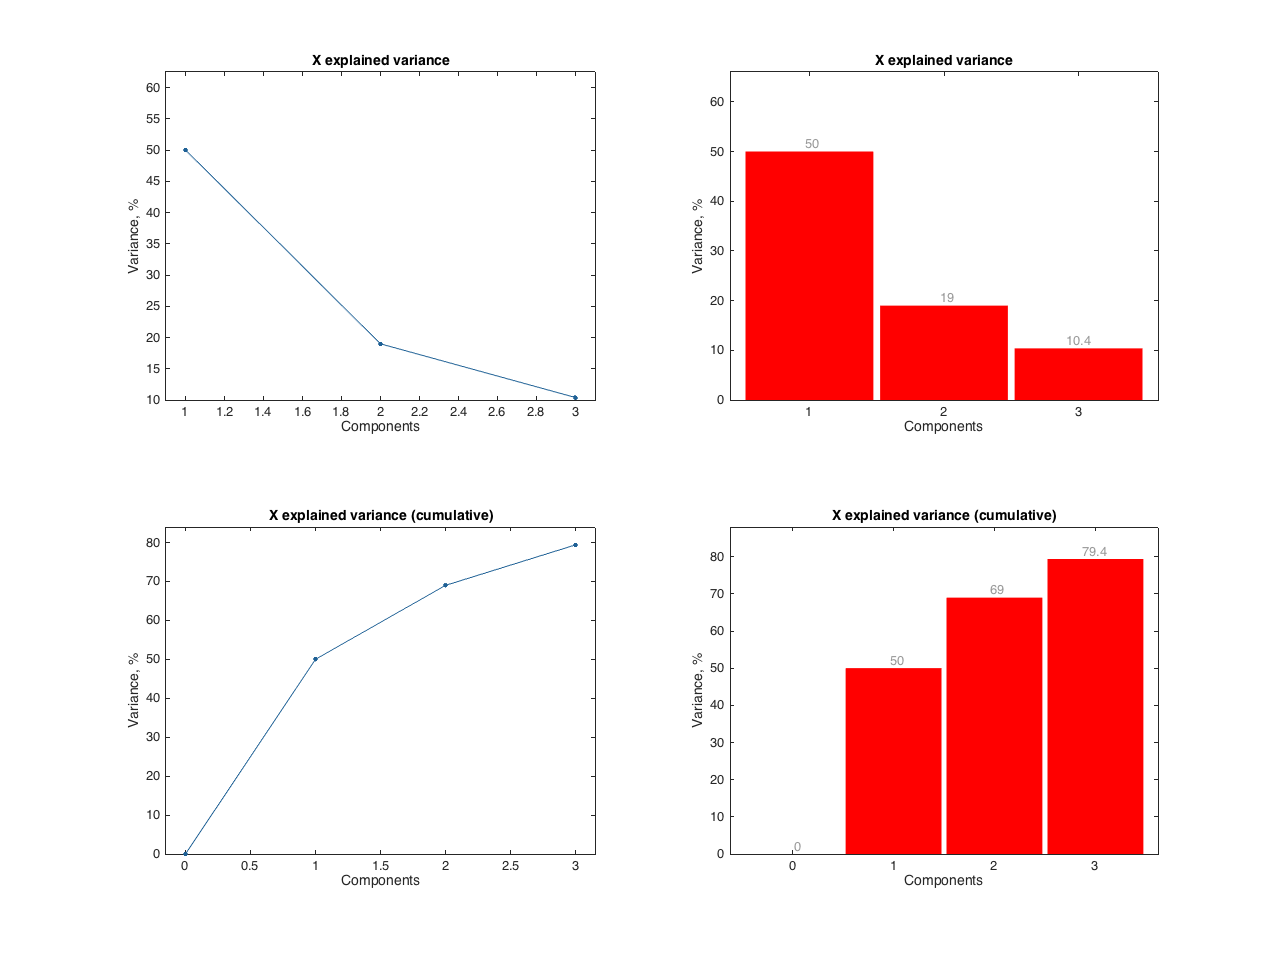 X explained variance
60
55
50
45
40
35
30
25
20
15
10
Variance, %
1 1.2 1.4 1.6 1.8 2 2.2 2.4 2.6 2.8 3
Components
X explained variance
60
50
40
30
20
10
0
Variance, %
50
19
10.4
1 2 3
Components
X explained variance (cumulative)
80
70
60
50
40
30
20
10
0
Variance, %
0 0.5 1 1.5 2 2.5 3
Components
X explained variance (cumulative)
80
70
60
50
40
30
20
10
0
Variance, %
79.4
69
50
0
0 1 2 3
Components